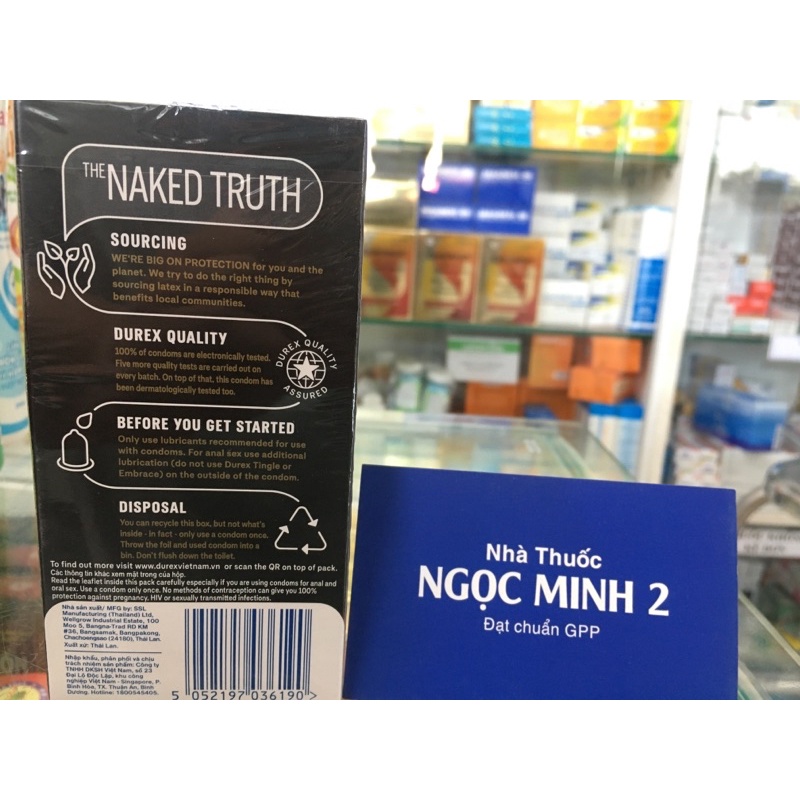 THE NAKED TRUTH
SOURCING
WE'RE BIG ON PROTECTION for you and the
planet. We try to do the right thing by
sourcing latex in a responsible way that
benefits local communities.
DUREX QUALITY
100% of condoms are electronically tested.
Five more quality tests are carried out on
every batch. On top of that, this condom has
been dermatologically tested too.
DUREX QUALITY
ASSURED
BEFORE YOU GET STARTED
Only use lubricants recommended for use
with condoms. For anal sex use additional
lubrication (do not use Durex Tingle or
Embrace) on the outside of the condom.
DISPOSAL
You can recycle this box, but not what's
inside - in fact - only use a condom once.
Throw the foil and used condom into a
bin. Don't flush down the toilet.
To find out more visit www.durexvietnam.vn or scan the QR on top of pack.
Các thông tin khác xem mặt trong của hộp.
Read the leaflet inside this pack carefully especially if you are using condoms for anal and
oral sex. Use a condom only once. No methods of contraception can give you 100%
protection against pregnancy, HIV or sexually transmitted infections.
Nhà sản xuất/ MFG by: SSL
Manufacturing (Thailand) Ltd,
Wellgrow Industrial Estate, 100
Moo 5, Bangna-Trad RD KM
#36, Bangsamak, Bangpakong,
Chachoengsao (24180), Thái Lan.
Xuất xứ: Thái Lan.
Nhập khẩu, phân phối và chịu
trách nhiệm sản phẩm: Công ty
TNHH DKSH Việt Nam, số 23
Đại Lộ Độc Lập, khu công
nghiệp Việt Nam - Singapore, P.
Bình Hòa, TX. Thuận An, Bình
Dương. Hotline: 1800545405.
5 052197 036190 >
Nhà Thuốc
NGỌC MINH 2
Đạt chuẩn GPP